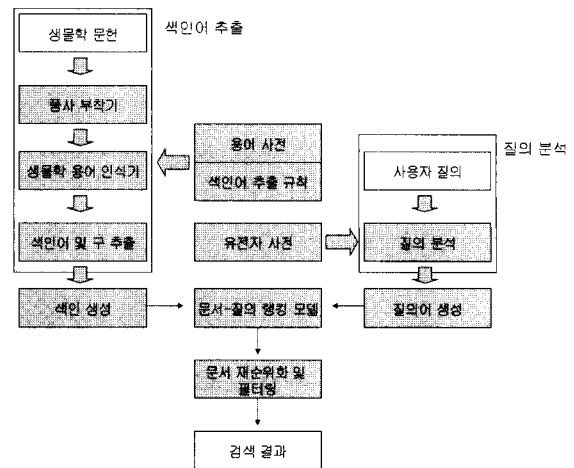 생물학 문헌
색인어 추출
품사 부착기
용어 사전
생물학 용어 인식기
색인어 추출 규칙
질의 분석
사용자 질의
색인어 및 구 추출
유전자 사전
질의 분석
색인 생성
문서-질의 랭킹 모델
질의어 생성
문서 재순위화 및
필터링
검색 결과